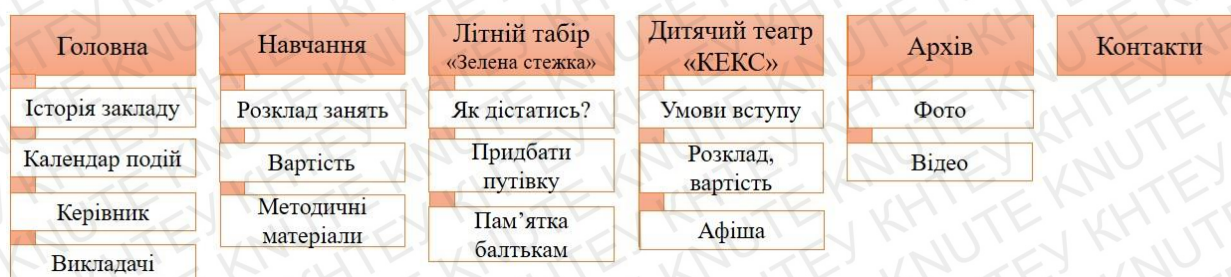 Головна
Історія закладу
Календар подій
Керівник
Викладачі
Навчання
Розклад занять
Вартість
Методичні
матеріали
Літній табір
«Зелена стежка»
Як дістатись?
Придбати
путівку
Пам’ятка
балтькам
Дитячий театр
«КЕКС»
Умови вступу
Розклад,
вартість
Афіша
Архів
Фото
Відео
Контакти